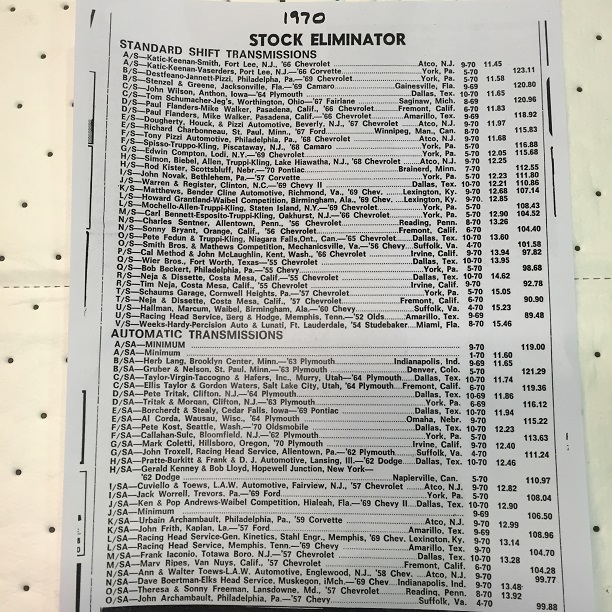 1970
STOCK ELIMINATOR
STANDARD SHIFT TRANSMISSIONS
A/S—Katic-Keenan-Smith, Fort Lee, N.J., '66 Chevrolet Atco, N.J. 9-70 11.45
A/S—Katic-Keenan-Vaserders, Port Lee, N.J.—'66 Corvette York, Pa. 5-70 123.11
B/S—Destfeano-Jannett-Pizzi, Philadelphia, Pa.—'69 Chevrolet York, Pa. 5-70 11.58
B/S—Stenzel & Greene, Jacksonville, Fla.—'69 Camaro Gainesville, Fla. 9-69 120.80
C/S—John Wilson, Anthon, Iowa—'64 Plymouth Dallas, Tex. 10-70 11.65
C/S—Tom Schumacher-Jeg's, Worthington, Ohio—'67 Fairlane Saginaw, Mich. 8-69 120.96
D/S—Paul Flanders-Mike Walker, Pasadena, Calif., '66 Chevrolet Fremont, Calif. 6-70 11.83
D/S—Paul Flanders, Mike Walker, Pasadena, Calif.—'66 Chevrolet Amarillo, Tex. 9-69 118.92
E/S—Dougherty, Houck, & Pizzi Automotive, Beverly, N.J., '67 Chevrolet Atco, N.J. 9-70 11.97
E/S—Richard Charbonneau, St. Paul, Minn., '67 Ford Winnipeg, Man., Can. 8-70 115.83
F/S—Tony Pizzi Automotive, Philadelphia, Pa., '68 Chevrolet Atco, N.J. 9-70 11.68
F/S—Spisso-Truppo-Kling, Piscataway, N.J., '68 Camaro York, Pa. 5-70 116.88
G/S—Edwin Compton, Lodi, N.Y.—'69 Chevrolet York, Pa. 5-70 12.05 115.68
H/S—Simon, Biebel, Allen, Truppi-Kling, Lake Hiawatha, N.J., '68 Chevrolet Atco, N.J. 9-70 12.25
H/S—Rod Kister, Scottsbluff, Nebr.—'70 Pontiac Brainerd, Minn. 7-70 112.55
I/S—John Novak, Bethlehem, Pa.—'57 Corvette York, Pa. 5-70 12.23 111.80
J/S—Warren & Register, Clinton, N.C.—'69 Chevy II Dallas, Tex. 10-70 12.21 110.86
K/S—Matthews, Bender Cline Automotive, Richmond, Va., '69 Chev. Lexington, Ky. 9-70 12.68 107.14
L/S—Howard Grantland-Waibel Competition, Birmingham, Ala., '69 Chev. Lexington, Ky. 9-70 12.85
L/S—Mochello-Allen-Truppi-Kling, Staten Island, N.Y.—'69 Chevrolet York, Pa. 5-70 108.43
M/S—Carl Bennett-Esposito-Truppi-Kling, Oakhurst, N.J.—'66 Chevrolet York, Pa. 5-70 12.90 104.52
N/S—Charles Sentner, Allentown, Penn., '56 Chevrolet Reading, Penn. 8-70 13.26
N/S—Sonny Bryant, Orange, Calif., '56 Chevrolet Fremont, Calif. 6-70 104.40
O/S—Pete Fedun & Truppi-Kling, Niagra Falls, Ont., Can.—'65 Chevrolet Dallas, Tex. 10-70 13.60
O/S—Smith Bros. & Mathews Competition, Mechanicsville, Va.—'56 Chevy Suffolk, Va. 4-70 101.58
P/S—Cal Method & John McLaughlin, Kent, Wash., '66 Chevrolet Irvine, Calif. 9-70 13.94 97.82
Q/S—Wier Bros., Fort Worth, Texas—'55 Chevrolet Dallas, Tex. 10-70 13.95
Q/S—Bob Beckert, Philadelphia, Pa.—'55 Chevy York, Pa. 5-70 98.68
R/S—Neja & Dissette, Costa Mesa, Calif.—'55 Chevrolet Dallas, Tex. 10-70 14.62
R/S—Tim Neja, Costa Mesa, Calif., '55 Chevrolet Irvine, Calif. 9-70 92.78
T/S—Schaums Garage, Cornwell Heights, Pa.—'57 Chevrolet York, Pa. 5-70 15.05
T/S—Neja & Dissette, Costa Mesa, Calif., '57 Chevrolet Fremont, Calif. 6-70 90.90
U/S—Hallman, Marcum, Waibel, Birmingham, Ala.—'60 Chevy Suffolk, Va. 4-70 15.23
U/S—Racing Head Service, Berg & Hodge, Memphis, Tenn.—'52 Olds Amarillo, Tex. 9-69 89.48
V/S—Weeks-Hardy-Percision Auto & Lunati, Ft. Lauderdale, '54 Studebaker Miami, Fla. 8-70 15.46
AUTOMATIC TRANSMISSIONS
A/SA—MINIMUM 9-70 119.00
A/SA—Minimum 1-70 11.60
B/SA—Herb Lang, Brooklyn Center, Minn.—'63 Plymouth Indianapolis, Ind. 9-69 11.65
B/SA—Gruber & Nelson, St. Paul, Minn.—'63 Plymouth Denver, Colo. 5-70 121.29
C/SA—Taylor-Virgin-Taccogno & Hafers, Inc., Murry, Utah—'64 Plymouth Dallas, Tex. 10-70 11.74
C/SA—Ellis Taylor & Gordon Waters, Salt Lake City, Utah, '64 Plymouth Fremont, Calif. 6-70 119.36
D/SA—Pete Tritak, Clifton, N.J.—'64 Plymouth Dallas, Tex. 10-69 11.86
D/SA—Tritak & Morgan, Clifton, N.J.—'63 Plymouth York, Pa. 6-69 116.12
E/SA—Borcherdt & Stealy, Cedar Falls, Iowa—'69 Pontiac Dallas, Tex. 10-70 11.94
E/SA—Al Corda, Wausau, Wisc., '64 Plymouth Omaha, Nebr. 9-70 115.22
F/SA—Pete Kost, Seattle, Wash.—'70 Oldsmobile Dallas, Tex. 10-70 12.23
F/SA—Callahan-Sulc, Bloomfield, N.J.—'62 Plymouth York, Pa. 5-70 113.63
G/SA—Mark Coletti, Hillsboro, Oregon, '70 Plymouth Irvine, Calif. 9-70 12.40
G/SA—John Troxell, Racing Head Service, Allentown, Pa.—'62 Plymouth Suffolk, Va. 4-70 111.24
H/SA—Pratte-Burkitt & Frank & D.J. Automotive, Lansing, Ill.—'62 Dodge Dallas, Tex. 10-70 12.46
H/SA—Gerald Kenney & Bob Lloyd, Hopewell Junction, New York—
'62 Dodge Napierville, Can. 5-70 110.97
I/SA—Cuviello & Toews, L.A.W. Automotive, Fairview, N.J., '57 Chevrolet Atco, N.J. 9-70 12.82
I/SA—Jack Worrell, Trevors, Pa.—'69 Ford York, Pa. 5-70 108.04
J/SA—Ken & Pop Andrews-Waibel Competition, Hialeah, Fla.—'69 Chevy II Dallas, Tex. 10-70 12.90
J/SA—Minimum 9-69 106.50
K/SA—Urbain Archambault, Philadelphia, Pa., '59 Corvette Atco, N.J. 9-70 12.99
K/SA—John Frith, Kaplan, La.—'57 Ford Amarillo, Tex. 9-69 108.96
L/SA—Racing Head Service-Gen. Kinetics, Stahl Engr., Memphis, '69 Chev. Lexington, Ky. 9-70 13.14
L/SA—Racing Head Service, Memphis, Tenn.—'69 Chevy Amarillo, Tex. 9-69 104.70
M/SA—Frank Iaconio, Totawa Boro, N.J.—'57 Chevrolet Dallas, Tex. 10-70 13.28
M/SA—Marv Ripes, Van Nuys, Calif., '57 Chevrolet Fremont, Calif. 6-70 104.28
N/SA—Ann & Walter Toews-L.A.W. Automotive, Englewood, N.J., '58 Chev. Atco, N.J. 9-70 99.77
N/SA—Dave Boertman-Elks Head Service, Muskegon, iMch.—'69 Chev Indianapolis, Ind. 9-70 13.48
O/SA—Theresa & Sonny Freeman, Lansdowne, Md., '57 Chevrolet Reading, Penn. 8-70 13.92
O/SA—John Archambault, Philadelphia, Pa.—'57 Chevy Suffolk, Va. 4-70 99.88